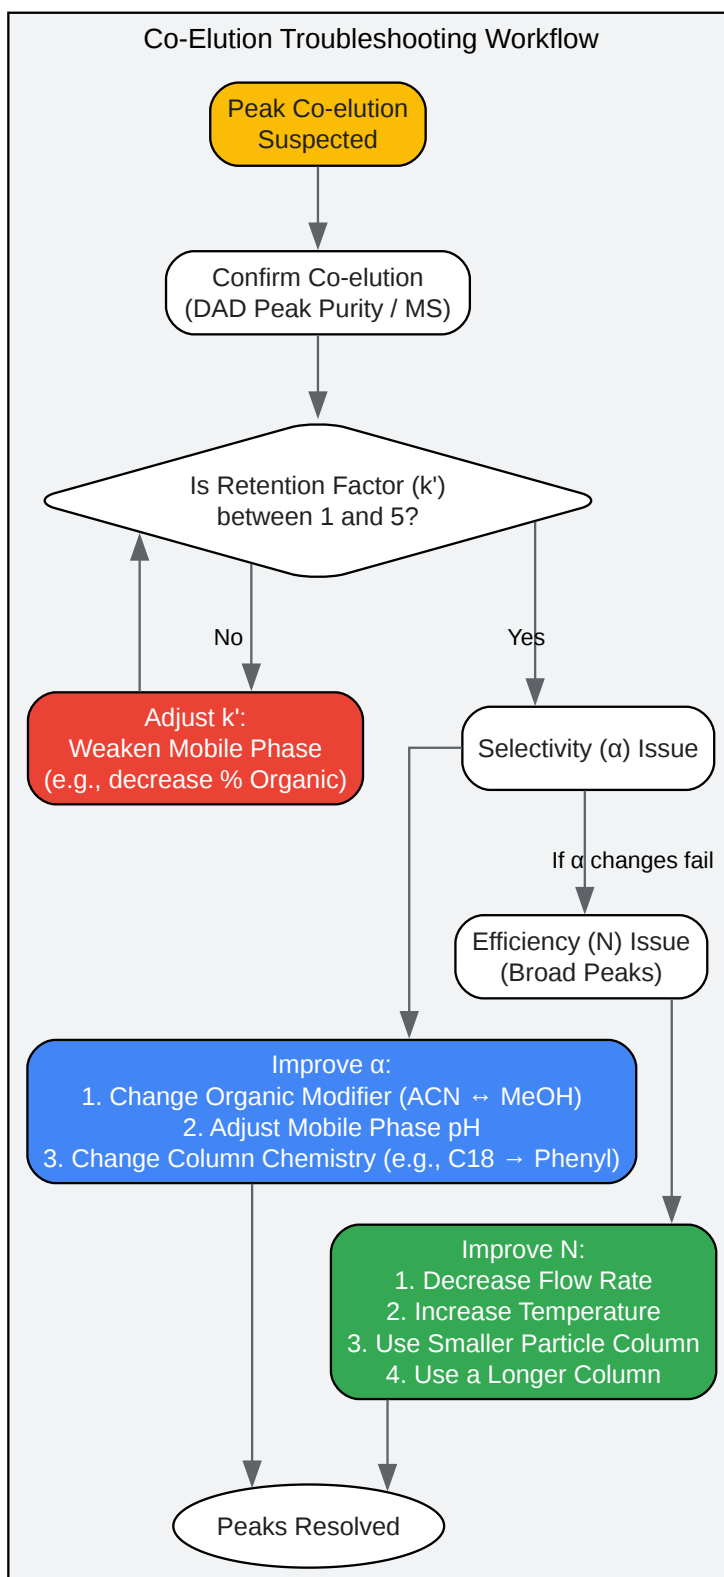 Co-Elution Troubleshooting Workflow
Peak Co-elution
Suspected
Confirm Co-elution
(DAD Peak Purity / MS)
Is Retention Factor (k')
between 1 and 5?
No
Yes
Adjust k':
Weaken Mobile Phase
(e.g., decrease % Organic)
Selectivity (α) Issue
If α changes fail
Efficiency (N) Issue
(Broad Peaks)
Improve α:
1. Change Organic Modifier (ACN ↔ MeOH)
2. Adjust Mobile Phase pH
3. Change Column Chemistry (e.g., C18 → Phenyl)
Improve N:
1. Decrease Flow Rate
2. Increase Temperature
3. Use Smaller Particle Column
4. Use a Longer Column
Peaks Resolved